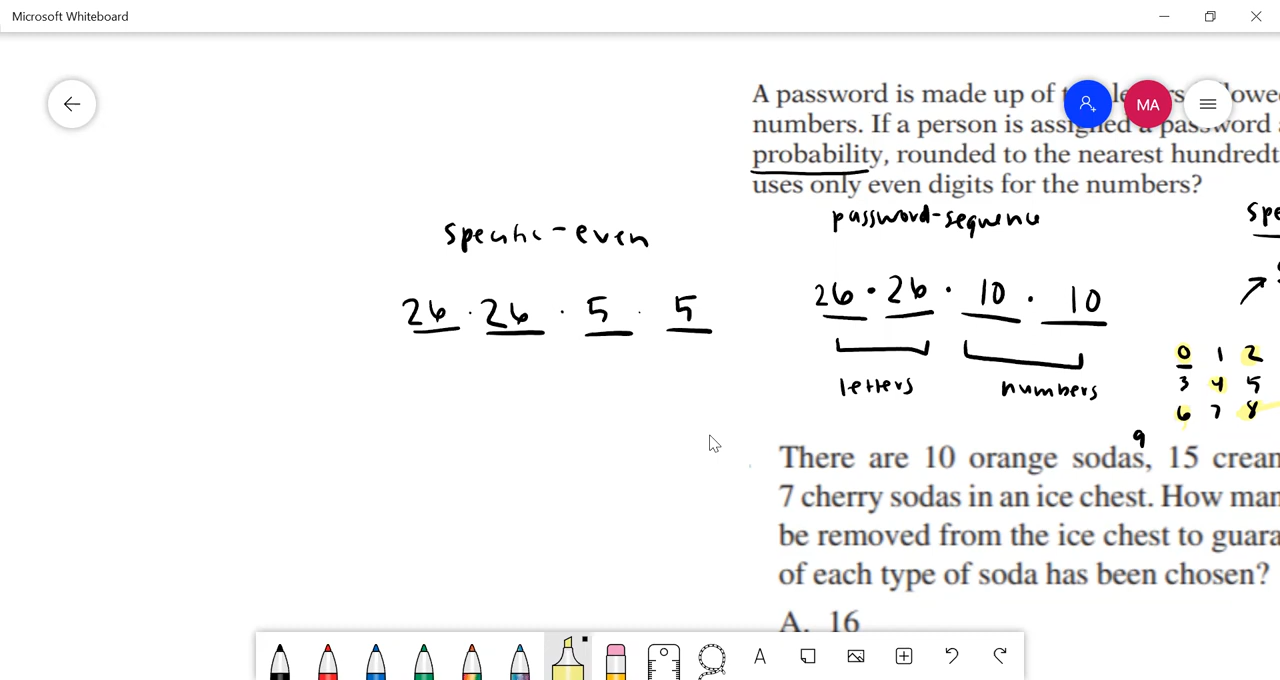 Microsoft Whiteboard
A password is made up of
numbers. If a person is assigned a password
probability, rounded to the nearest hundredt
uses only even digits for the numbers?
password-sequence
specific-even
26 · 26 · 5 · 5
26 · 26 · 10 · 10
letters
numbers
0 1 2
3 4 5
6 7 8
9
There are 10 orange sodas, 15 cream
7 cherry sodas in an ice chest. How man
be removed from the ice chest to guara
of each type of soda has been chosen?
A. 16
MA
A